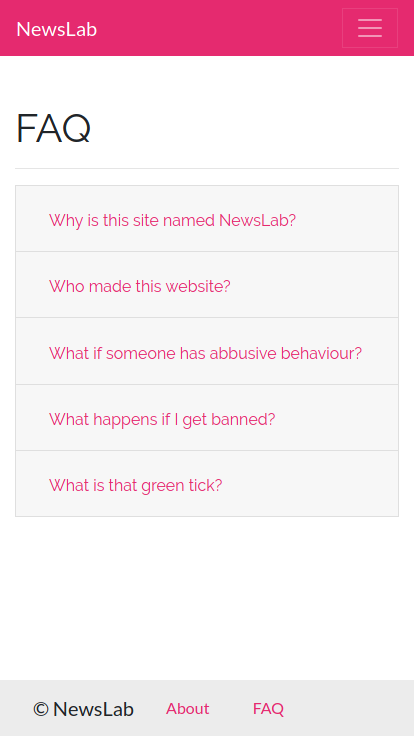 NewsLab
FAQ
Why is this site named NewsLab?
Who made this website?
What if someone has abbusive behaviour?
What happens if I get banned?
What is that green tick?
© NewsLab About FAQ